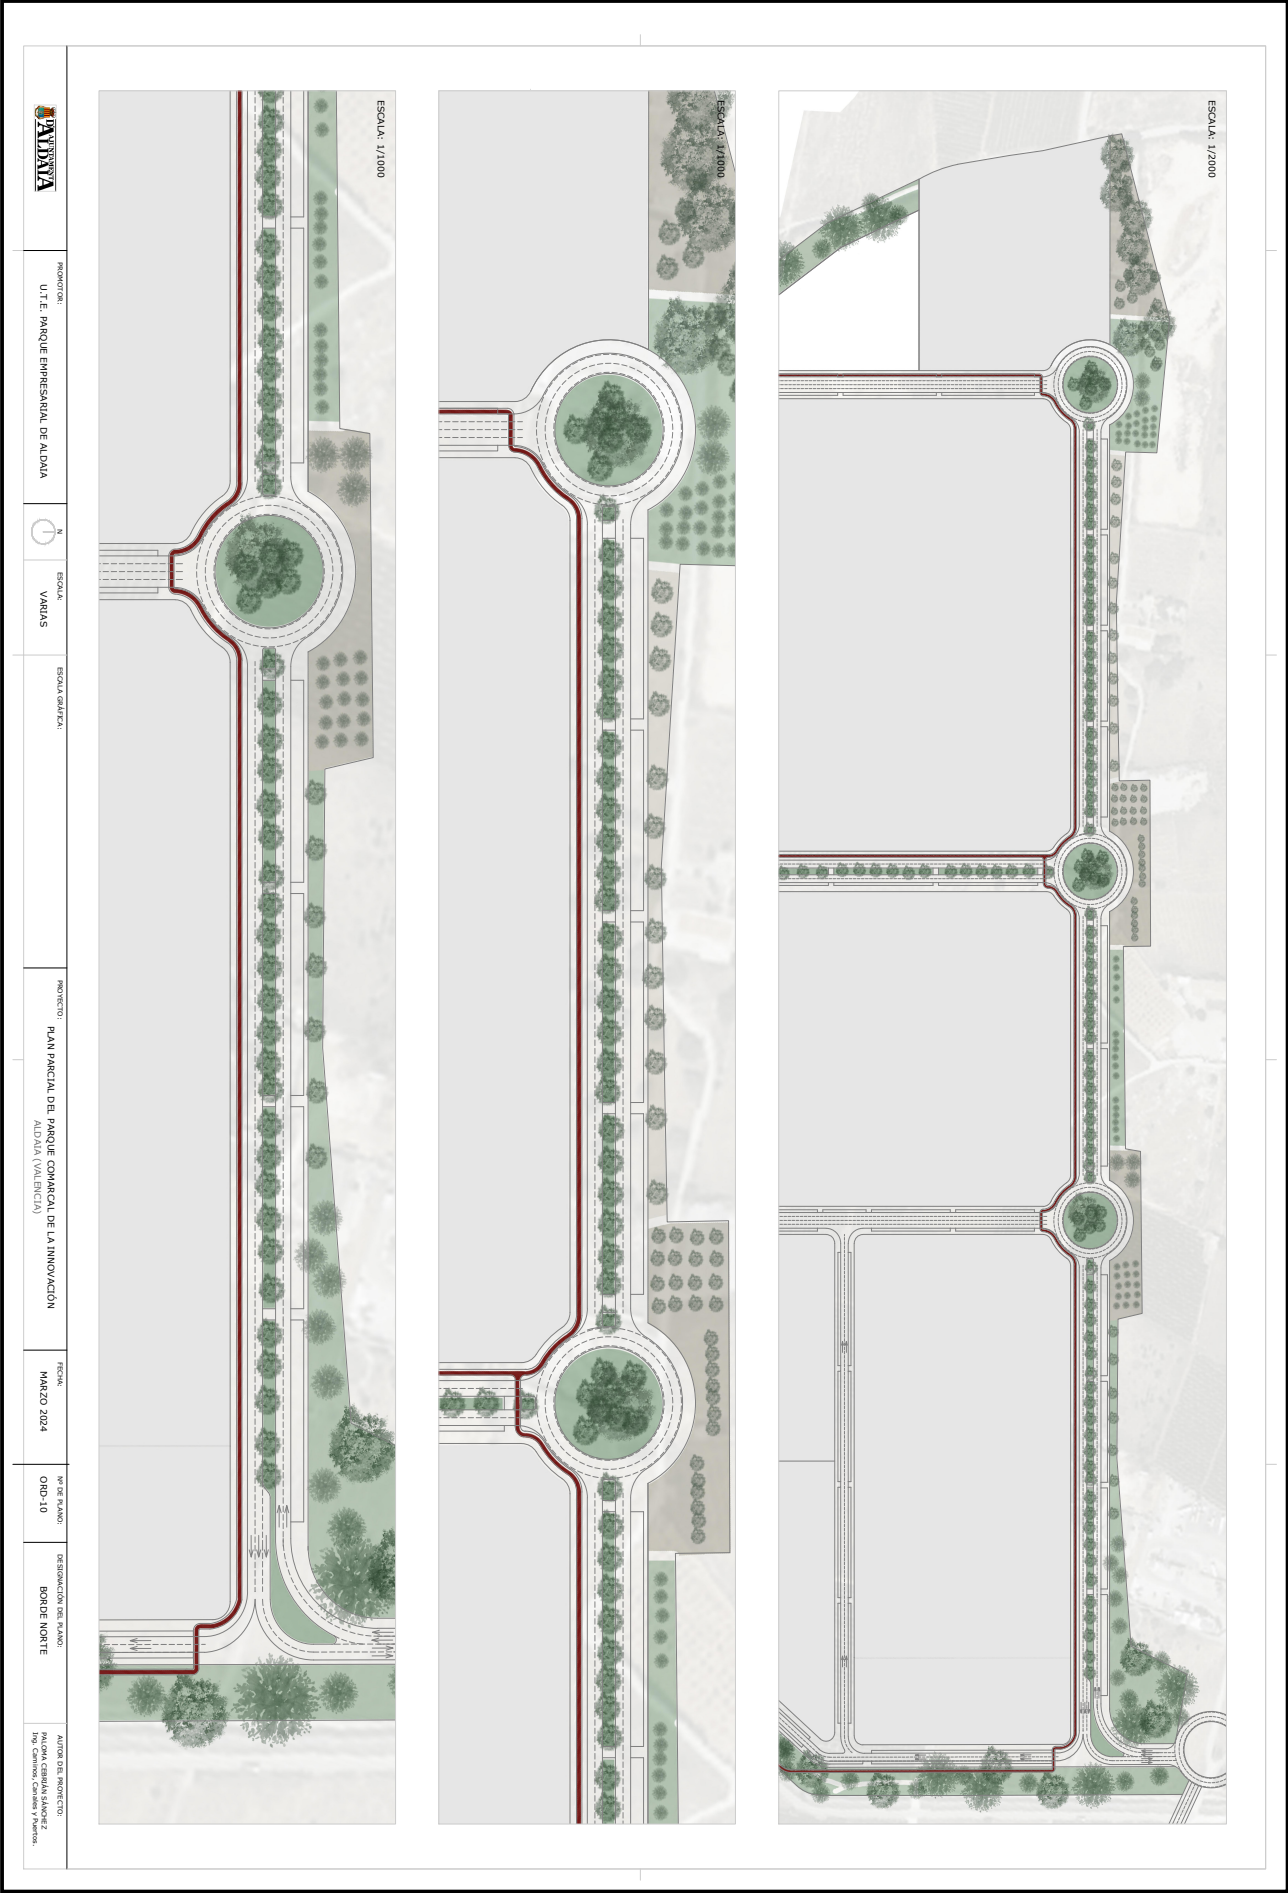 ESCALA: 1/2000
ESCALA: 1/1000
ESCALA: 1/1000
AJUNTAMENT
D'ALDAIA
PROMOTOR:
U.T.E. PARQUE EMPRESARIAL DE ALDAIA
N
ESCALA:
VARIAS
ESCALA GRÁFICA:
PROYECTO:
PLAN PARCIAL DEL PARQUE COMARCAL DE LA INNOVACIÓN
ALDAIA (VALENCIA)
FECHA:
MARZO 2024
Nº DE PLANO:
ORD-10
DESIGNACIÓN DEL PLANO:
BORDE NORTE
AUTOR DEL PROYECTO:
PALOMA CEBRIÁN SÁNCHEZ
Ing. Caminos, Canales y Puertos.